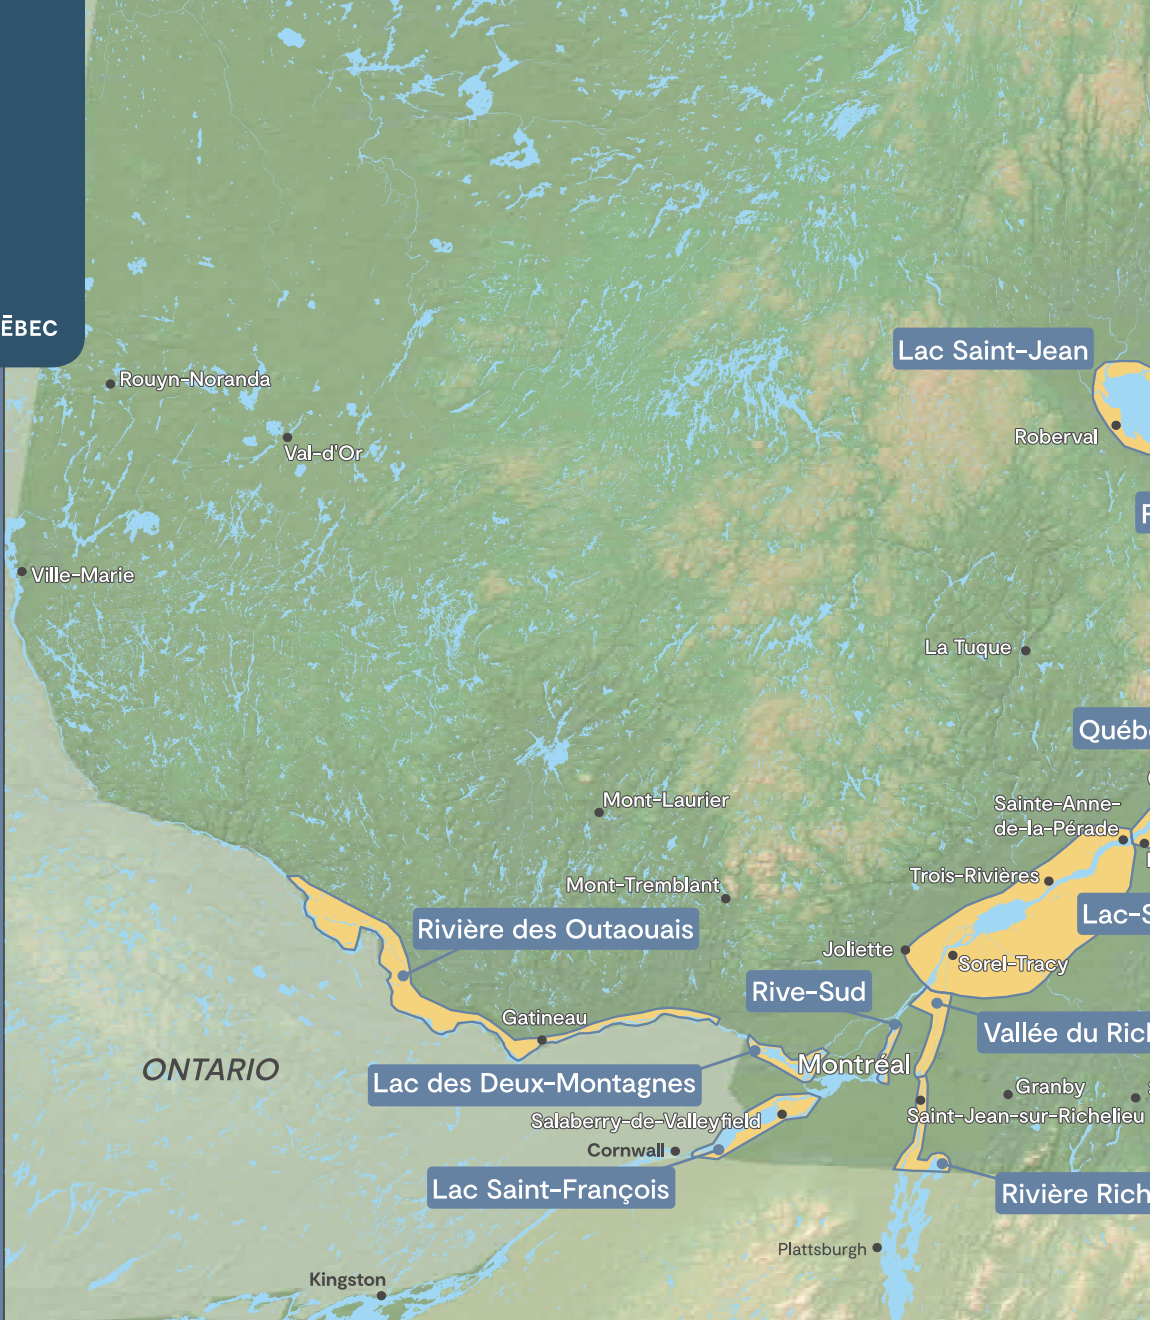 ĒBEC
Lac Saint-Jean
Rouyn-Noranda
Roberval
Val-d'Or
Ville-Marie
La Tuque
Québ
Mont-Laurier
Sainte-Anne-
de-la-Pérade
Trois-Rivières
Mont-Tremblant
Lac-S
Rivière des Outaouais
Joliette
Sorel-Tracy
Rive-Sud
Gatineau
Vallée du Rich
ONTARIO
Montréal
Lac des Deux-Montagnes
Granby
Salaberry-de-Valleyfield
Saint-Jean-sur-Richelieu
Cornwall
Lac Saint-François
Rivière Rich
Plattsburgh
Kingston